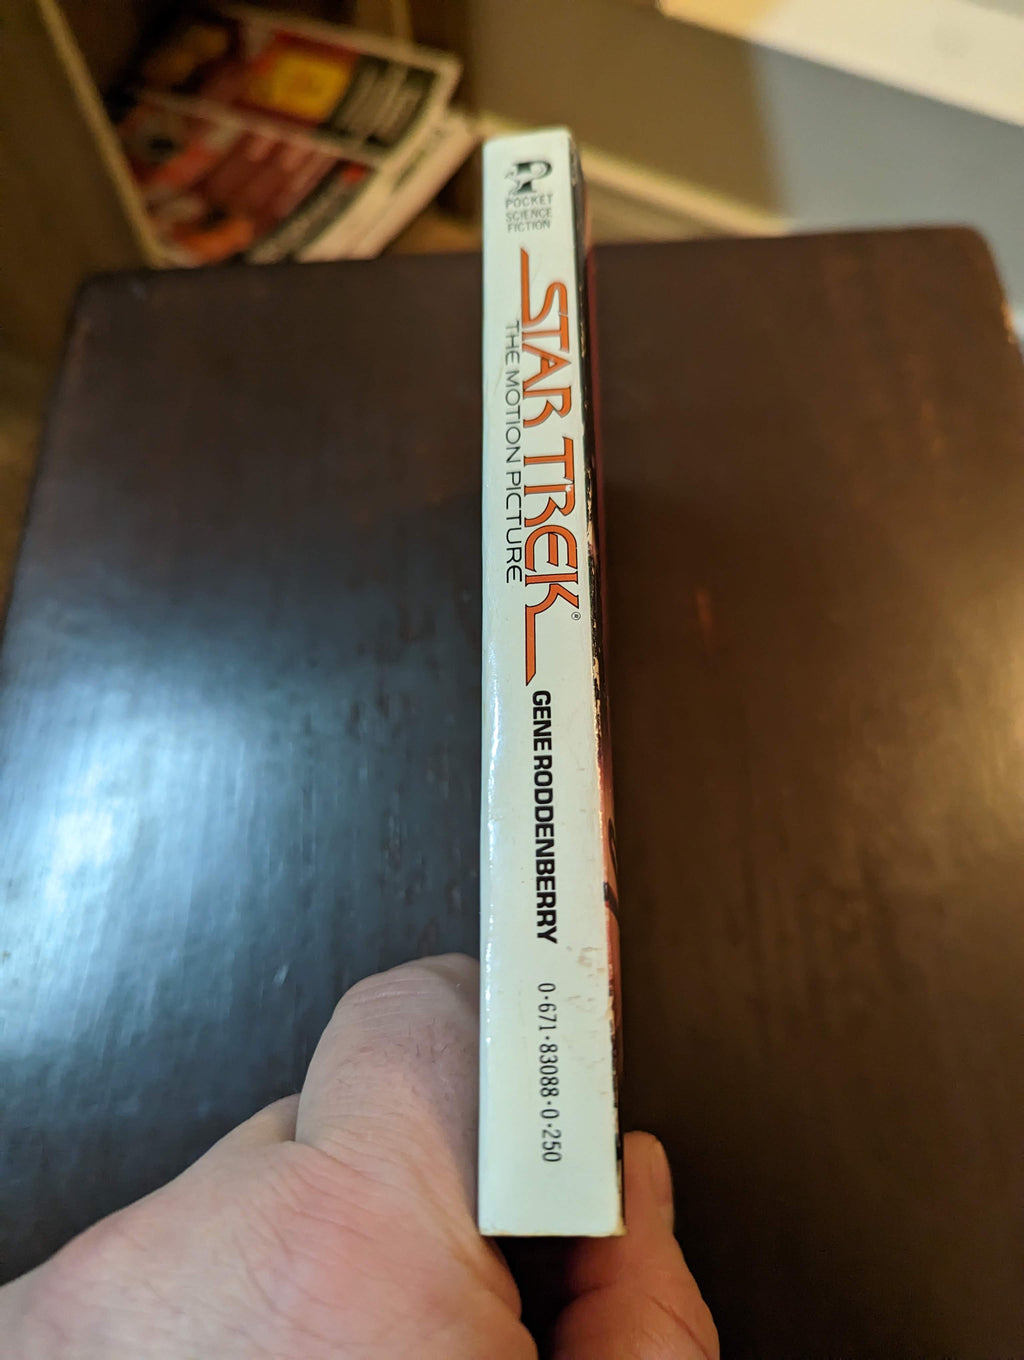 POCKET
SCIENCE
FICTION
STAR TREK®
THE MOTION PICTURE
GENE RODDENBERRY
0·671·83088·0·250